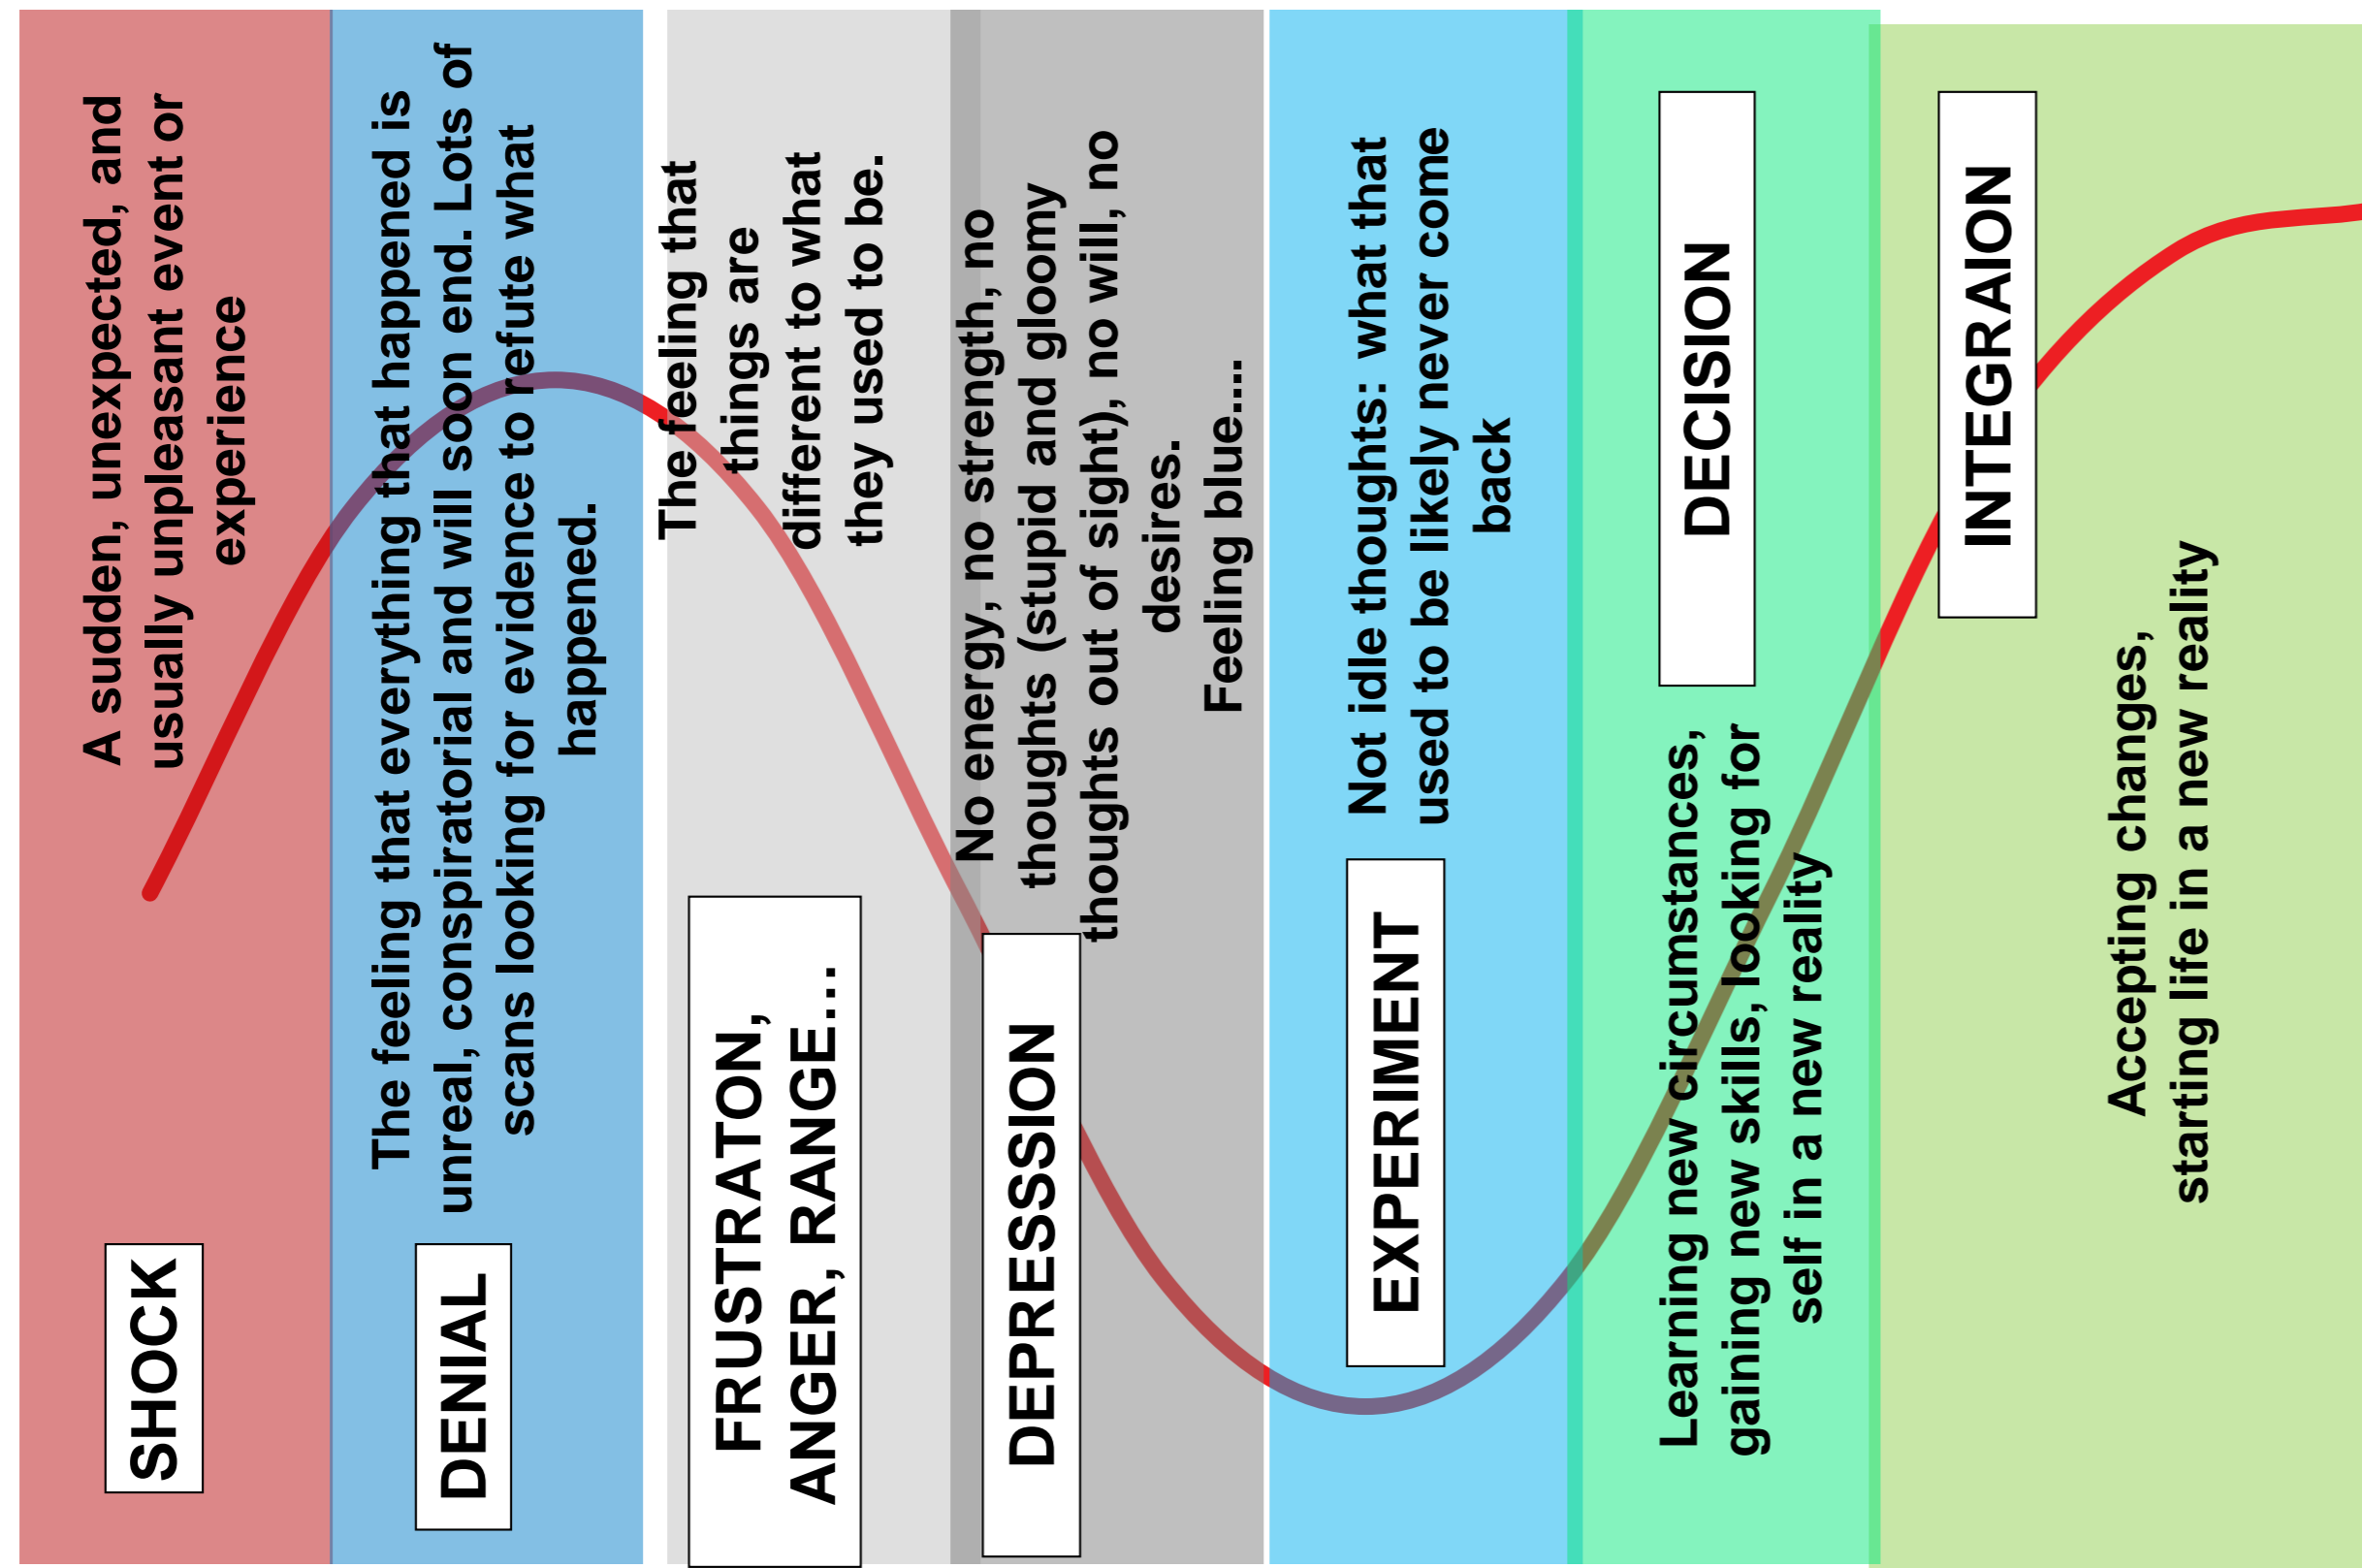 A sudden, unexpected, and
usually unpleasant event or
experience
SHOCK
The feeling that everything that happened is
unreal, conspiratorial and will soon end. Lots of
scans looking for evidence to refute what
happened.
DENIAL
The feeling that
things are
different to what
they used to be.
FRUSTRATON,
ANGER, RANGE...
No energy, no strength, no
thoughts (stupid and gloomy
thoughts out of sight), no will, no
desires.
Feeling blue....
DEPRESSION
Not idle thoughts: what that
used to be likely never come
back
EXPERIMENT
DECISION
Learning new circumstances,
gaining new skills, looking for
self in a new reality
INTEGRAION
Accepting changes,
starting life in a new reality